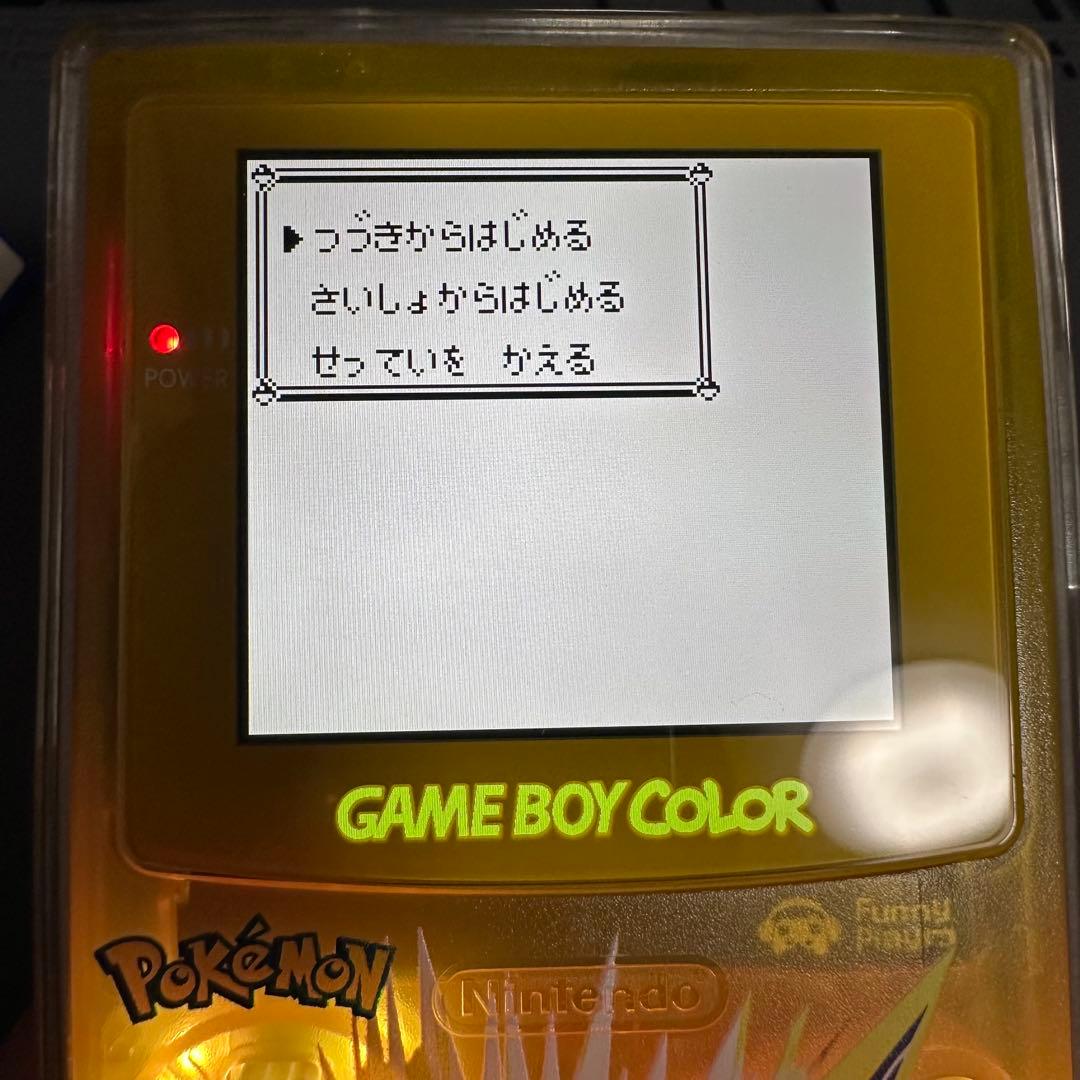 ▶つづきからはじめる
さいしょからはじめる
せっていを　かえる
POWER
GAME BOY COLOR
Funny
Playing
POKéMON
Nintendo